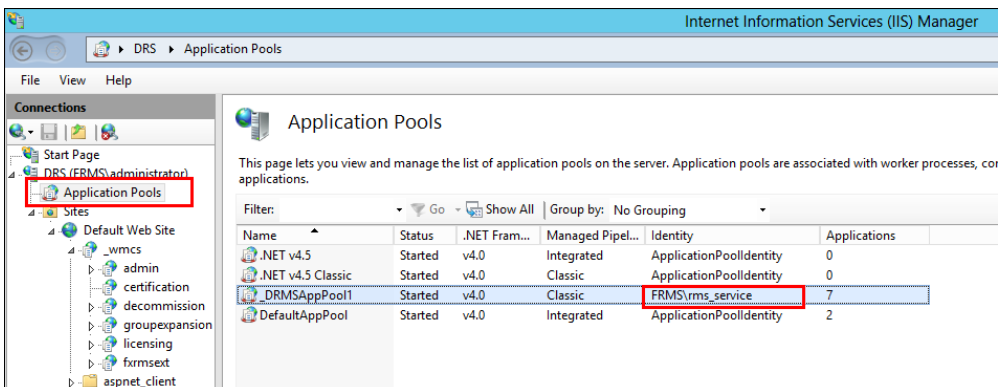 Internet Information Services (IIS) Manager
DRS Application Pools
File View Help
Connections
Start Page
DRS (FRMS\administrator)
Application Pools
Sites
Default Web Site
_wmcs
admin
certification
decommission
groupexpansion
licensing
fxrmsext
aspnet_client
Application Pools
This page lets you view and manage the list of application pools on the server. Application pools are associated with worker processes, con
applications.
Filter: Go Show All Group by: No Grouping
Name Status .NET Fram... Managed Pipel... Identity Applications
.NET v4.5 Started v4.0 Integrated ApplicationPoolIdentity 0
.NET v4.5 Classic Started v4.0 Classic ApplicationPoolIdentity 0
_DRMSAppPool1 Started v4.0 Classic FRMS\rms_service 7
DefaultAppPool Started v4.0 Integrated ApplicationPoolIdentity 2